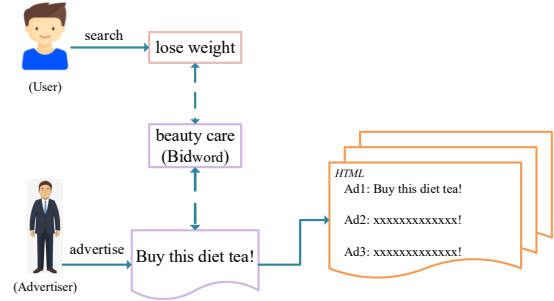 search
lose weight
(User)
beauty care
(Bidword)
HTML
Ad1: Buy this diet tea!
Ad2: xxxxxxxxxxxxx!
Ad3: xxxxxxxxxxxxx!
advertise
Buy this diet tea!
(Advertiser)